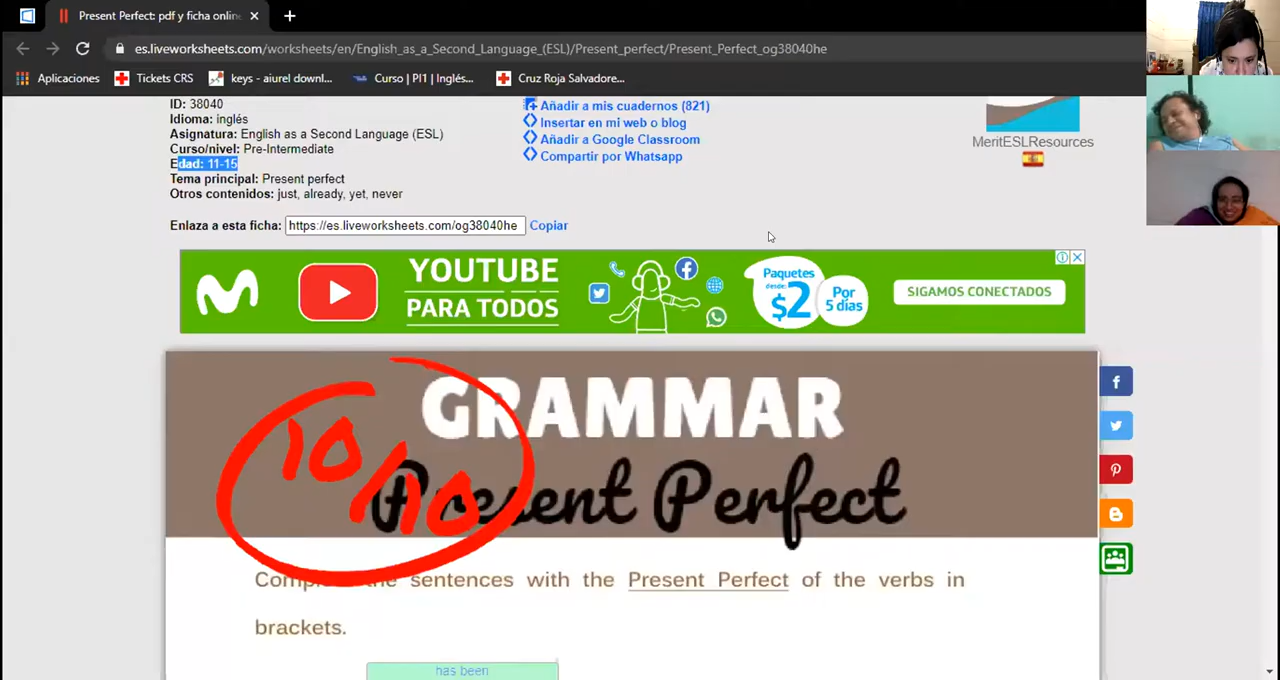 Present Perfect: pdf y ficha online
es.liveworksheets.com/worksheets/en/English_as_a_Second_Language_(ESL)/Present_perfect/Present_Perfect_og38040he
Aplicaciones
Tickets CRS
keys - aiurel downl...
Curso | PI1 | Inglés...
Cruz Roja Salvadore...
ID: 38040
Idioma: inglés
Asignatura: English as a Second Language (ESL)
Curso/nivel: Pre-Intermediate
Edad: 11-15
Tema principal: Present perfect
Otros contenidos: just, already, yet, never
Añadir a mis cuadernos (821)
Insertar en mi web o blog
Añadir a Google Classroom
Compartir por Whatsapp
MeritESLResources
Enlaza a esta ficha: https://es.liveworksheets.com/og38040he Copiar
YOUTUBE
PARA TODOS
Paquetes
desde:
$2
Por
5 días
SIGAMOS CONECTADOS
GRAMMAR
Present Perfect
10/10
Complete the sentences with the Present Perfect of the verbs in
brackets.
has been